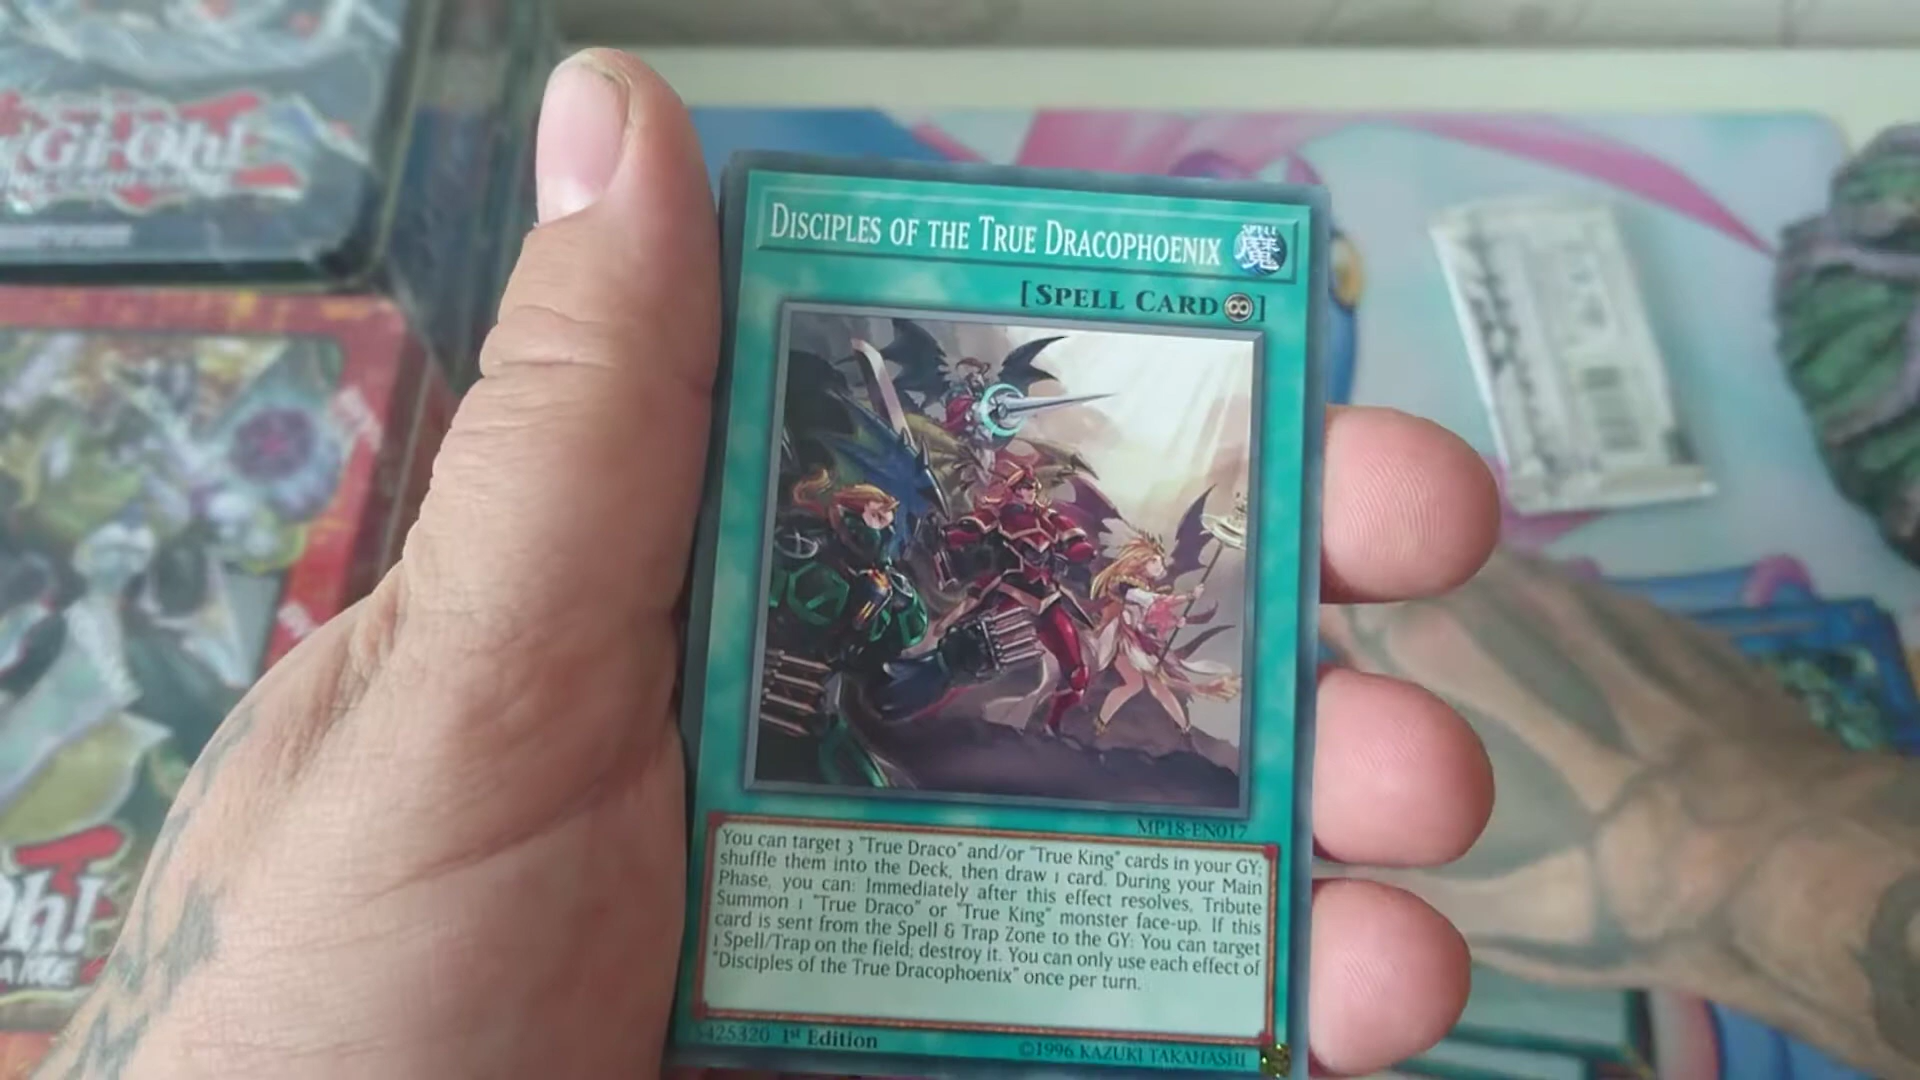 Gi-Oh!
DISCIPLES OF THE TRUE DRACOPHOENIX
SPELL
魔
[SPELL CARD]
MP18-EN017
You can target 3 "True Draco" and/or "True King" cards in your GY;
shuffle them into the Deck, then draw 1 card. During your Main
Phase, you can: Immediately after this effect resolves, Tribute
Summon 1 "True Draco" or "True King" monster face-up. If this
card is sent from the Spell & Trap Zone to the GY: You can target
1 Spell/Trap on the field; destroy it. You can only use each effect of
"Disciples of the True Dracophoenix" once per turn.
5425320 1st Edition
©1996 KAZUKI TAKAHASHI
Oh!